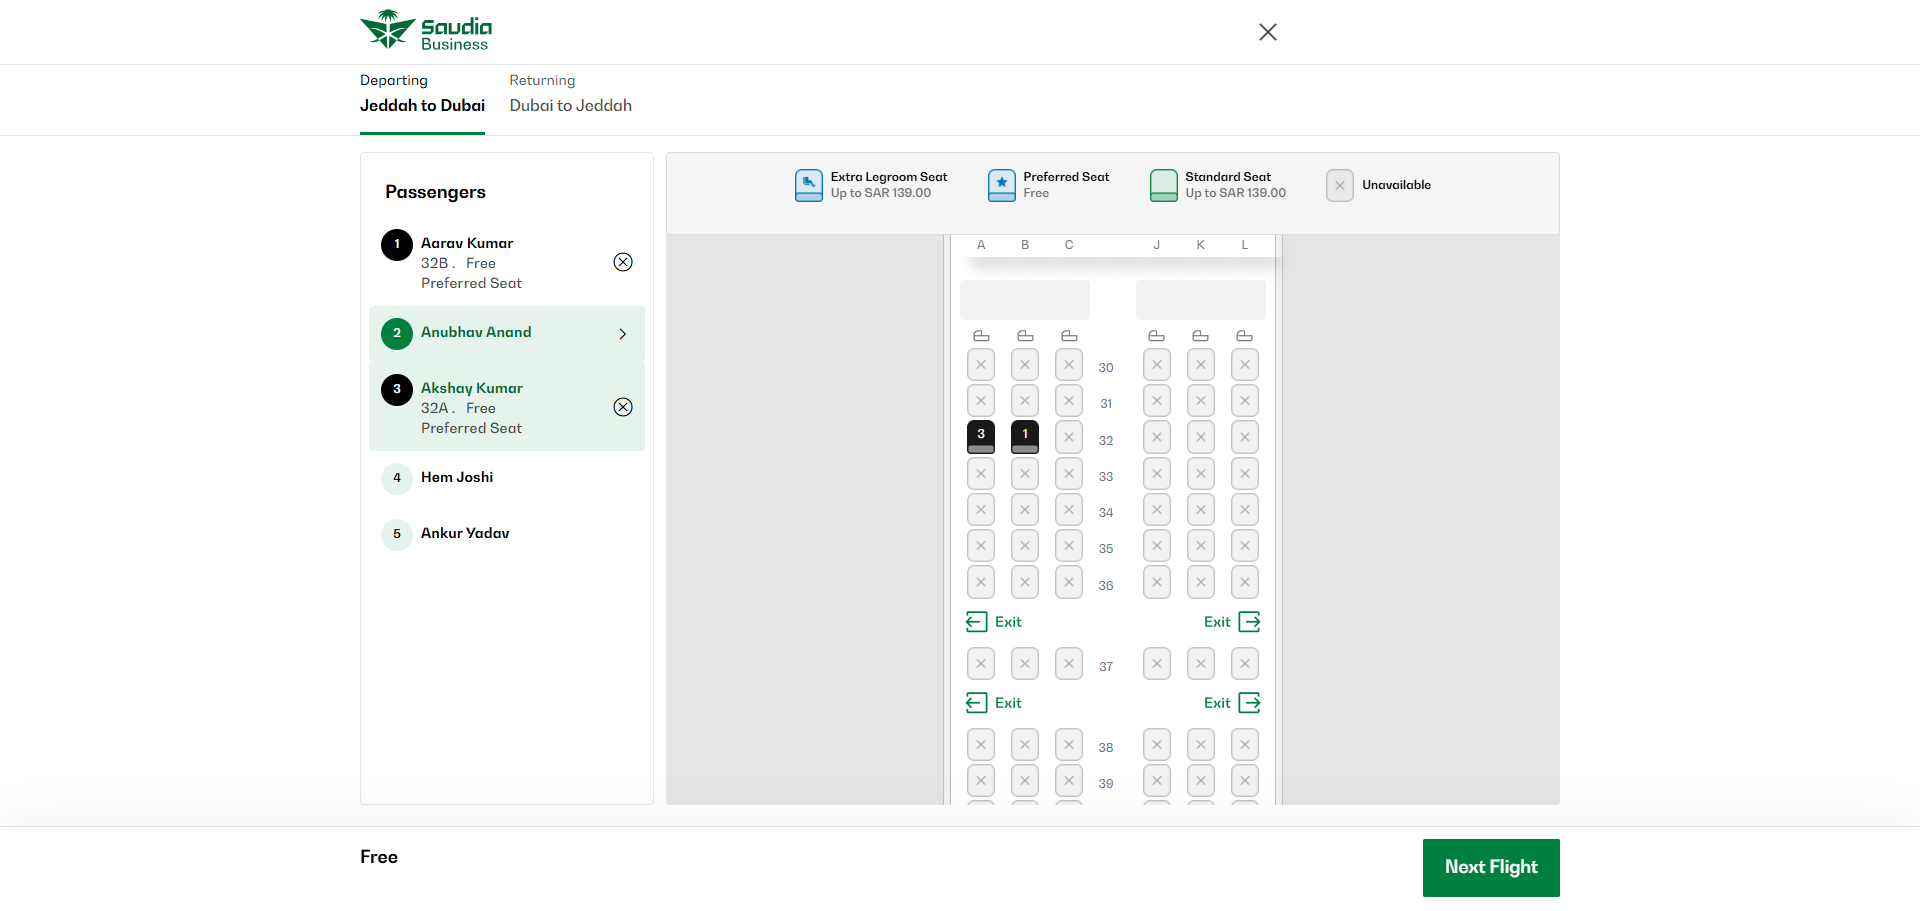 Saudia
Business
Departing
Jeddah to Dubai
Returning
Dubai to Jeddah
Passengers
1
Aarav Kumar
32B . Free
Preferred Seat
2
Anubhav Anand
3
Akshay Kumar
32A . Free
Preferred Seat
4
Hem Joshi
5
Ankur Yadav
Extra Legroom Seat
Up to SAR 139.00
Preferred Seat
Free
Standard Seat
Up to SAR 139.00
Unavailable
A B C J K L
30
31
3 1 32
33
34
35
36
Exit Exit
37
Exit Exit
38
39
Free
Next Flight